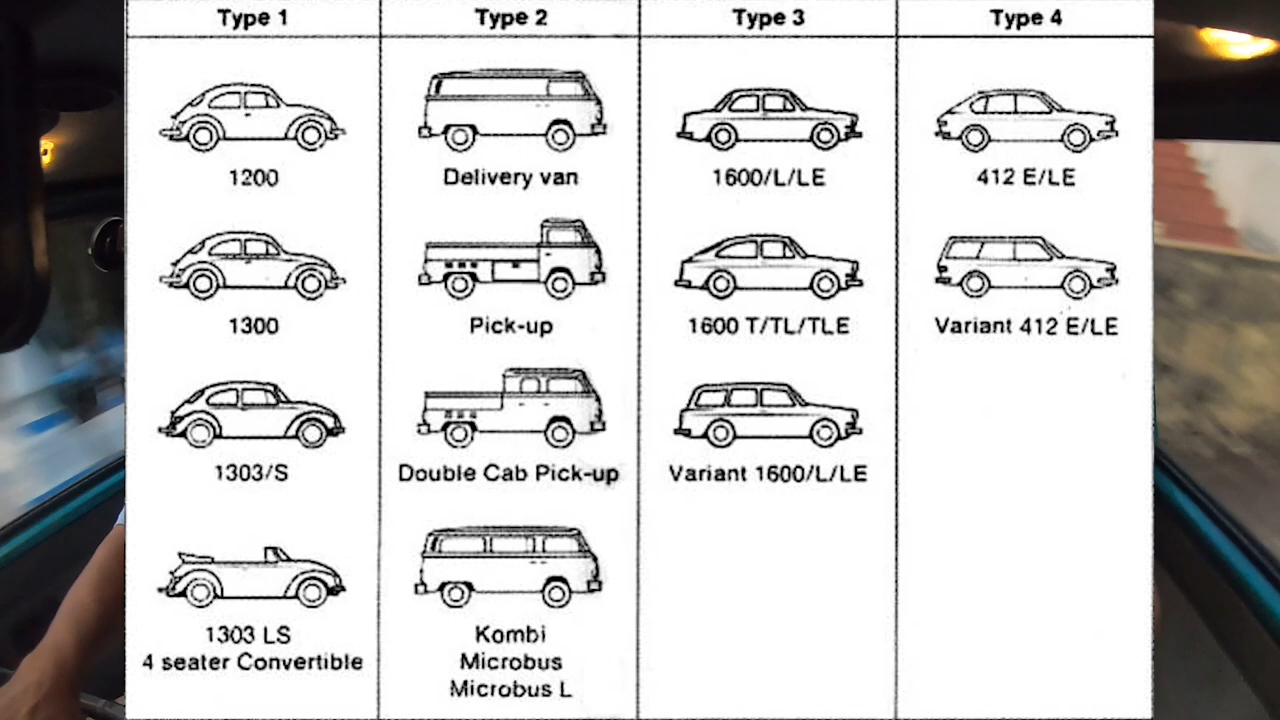 Type 1
Type 2
Type 3
Type 4
1200
Delivery van
1600/L/LE
412 E/LE
1300
Pick-up
1600 T/TL/TLE
Variant 412 E/LE
1303/S
Double Cab Pick-up
Variant 1600/L/LE
1303 LS
4 seater Convertible
Kombi
Microbus
Microbus L